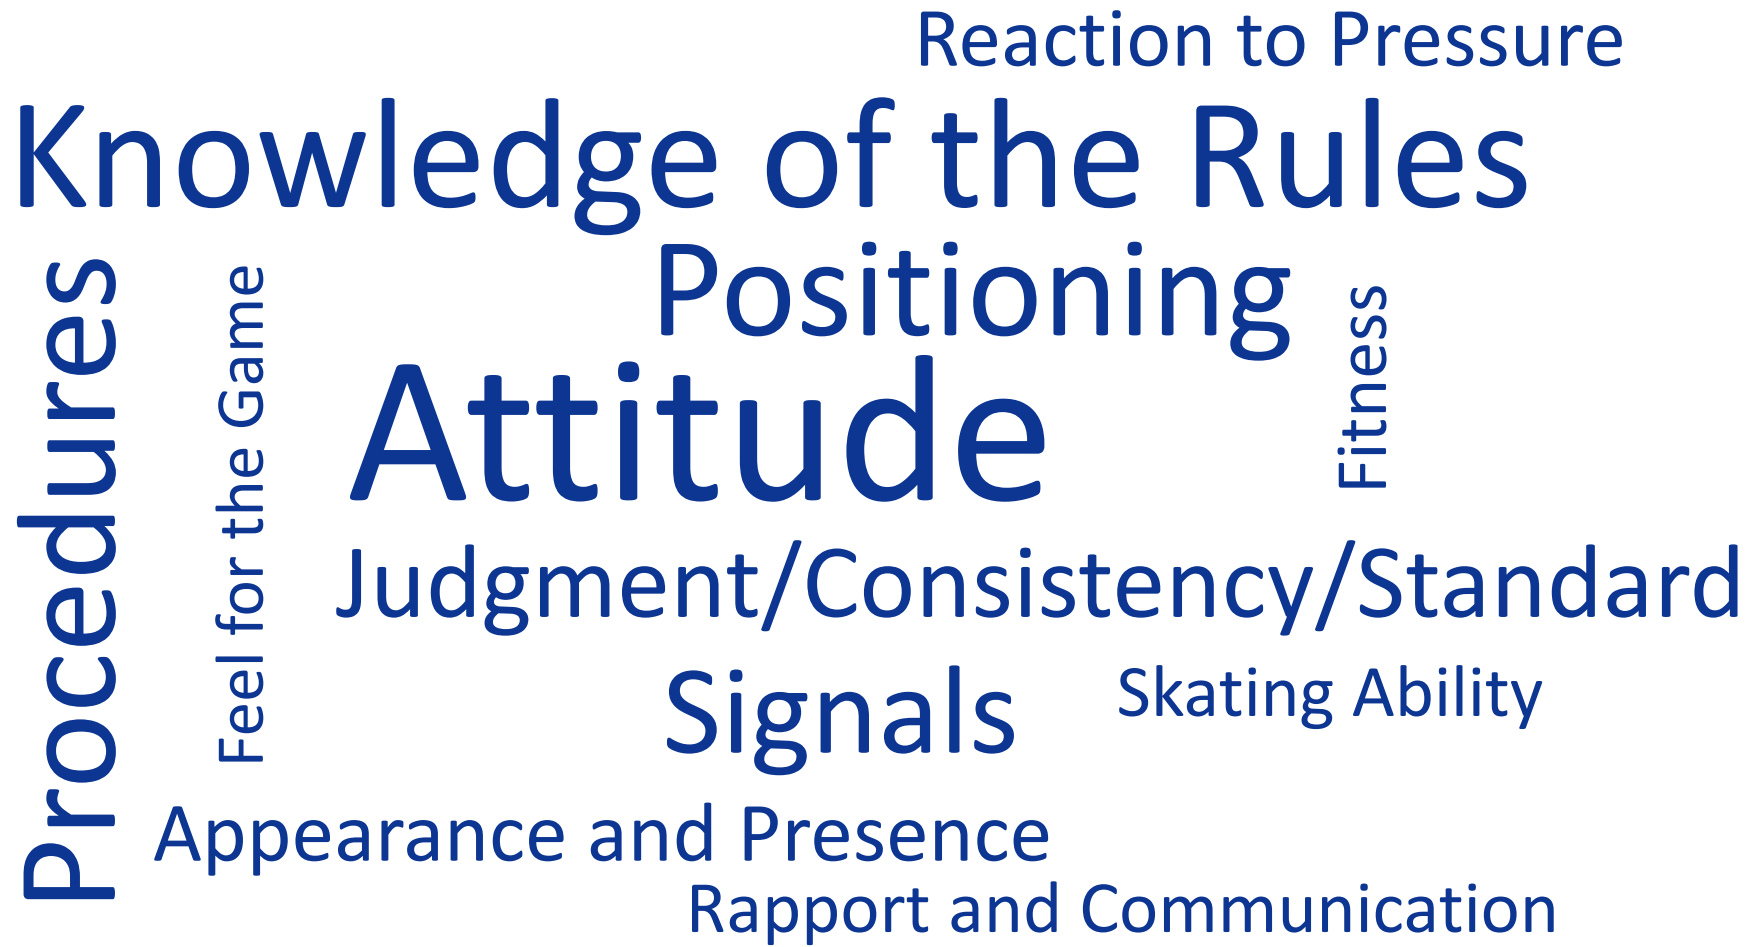 Reaction to Pressure
Knowledge of the Rules
Procedures
Feel for the Game
Positioning
Fitness
Attitude
Judgment/Consistency/Standard
Signals
Skating Ability
Appearance and Presence
Rapport and Communication